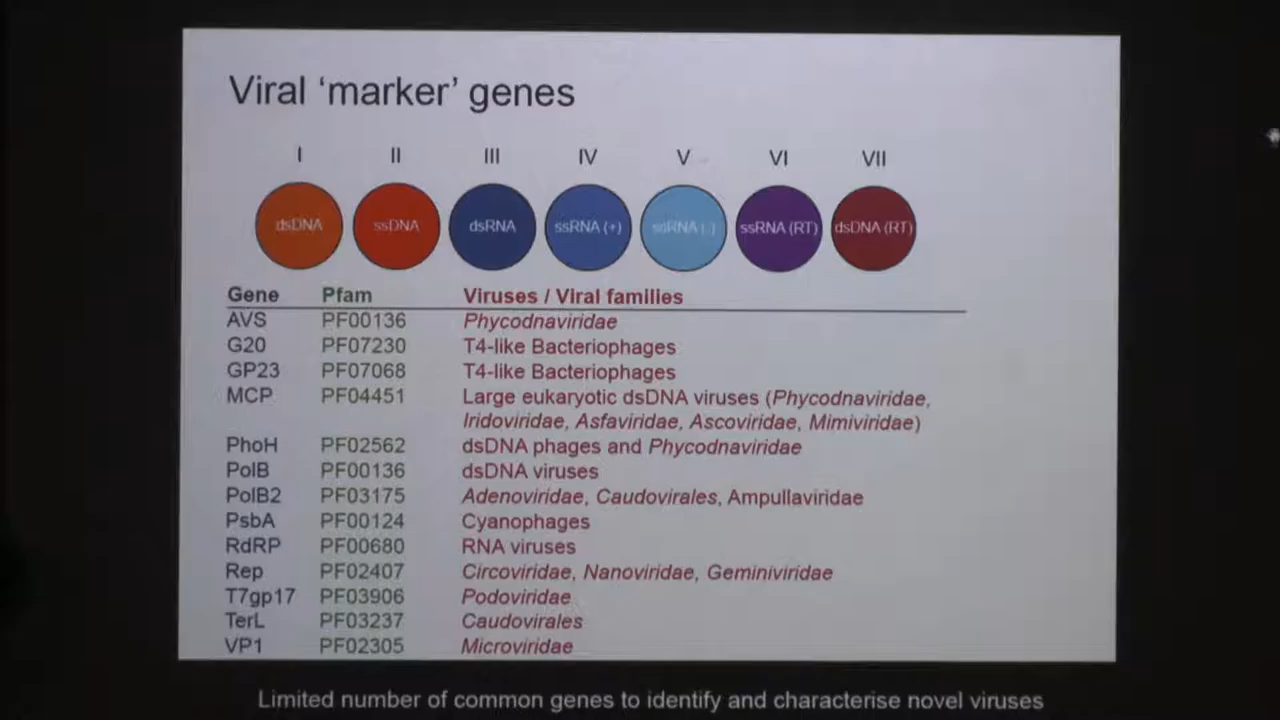 Viral ‘marker’ genes
I II III IV V VI VII
dsDNA ssDNA dsRNA ssRNA (+) ssRNA (-) ssRNA (RT) dsDNA (RT)
Gene Pfam Viruses / Viral families
AVS PF00136 Phycodnaviridae
G20 PF07230 T4-like Bacteriophages
GP23 PF07068 T4-like Bacteriophages
MCP PF04451 Large eukaryotic dsDNA viruses (Phycodnaviridae,
Iridoviridae, Asfaviridae, Ascoviridae, Mimiviridae)
PhoH PF02562 dsDNA phages and Phycodnaviridae
PolB PF00136 dsDNA viruses
PolB2 PF03175 Adenoviridae, Caudovirales, Ampullaviridae
PsbA PF00124 Cyanophages
RdRP PF00680 RNA viruses
Rep PF02407 Circoviridae, Nanoviridae, Geminiviridae
T7gp17 PF03906 Podoviridae
TerL PF03237 Caudovirales
VP1 PF02305 Microviridae
Limited number of common genes to identify and characterise novel viruses